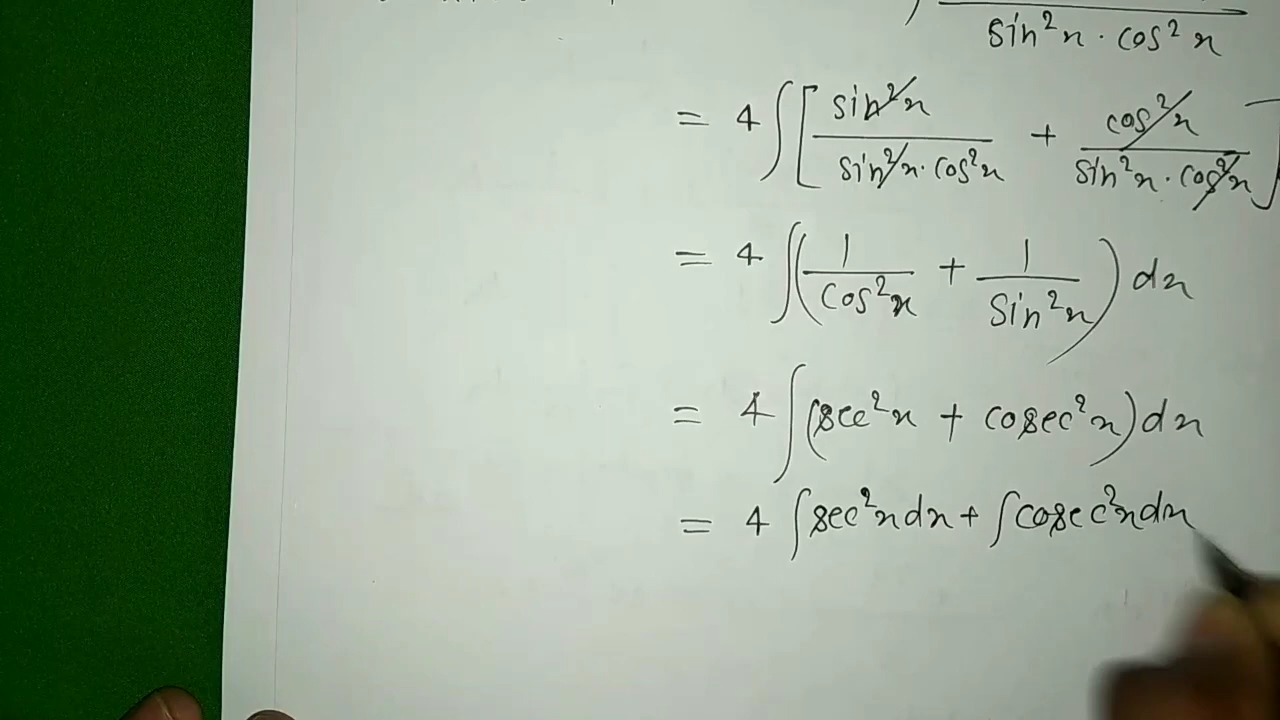 sin²x · cos²x
= 4 ∫ [ sin²x / sin²x · cos²x + cos²x / sin²x · cos²x ]
= 4 ∫ ( 1 / cos²x + 1 / sin²x ) dx
= 4 ∫ (sec²x + cosec²x) dx
= 4 ∫ sec²x dx + ∫ cosec²x dx